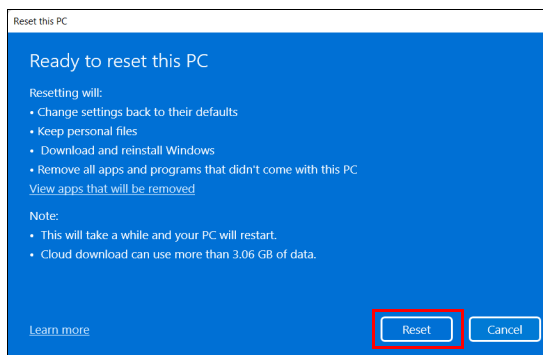 Reset this PC
Ready to reset this PC
Resetting will:
• Change settings back to their defaults
• Keep personal files
• Download and reinstall Windows
• Remove all apps and programs that didn't come with this PC
View apps that will be removed
Note:
• This will take a while and your PC will restart.
• Cloud download can use more than 3.06 GB of data.
Learn more
Reset
Cancel